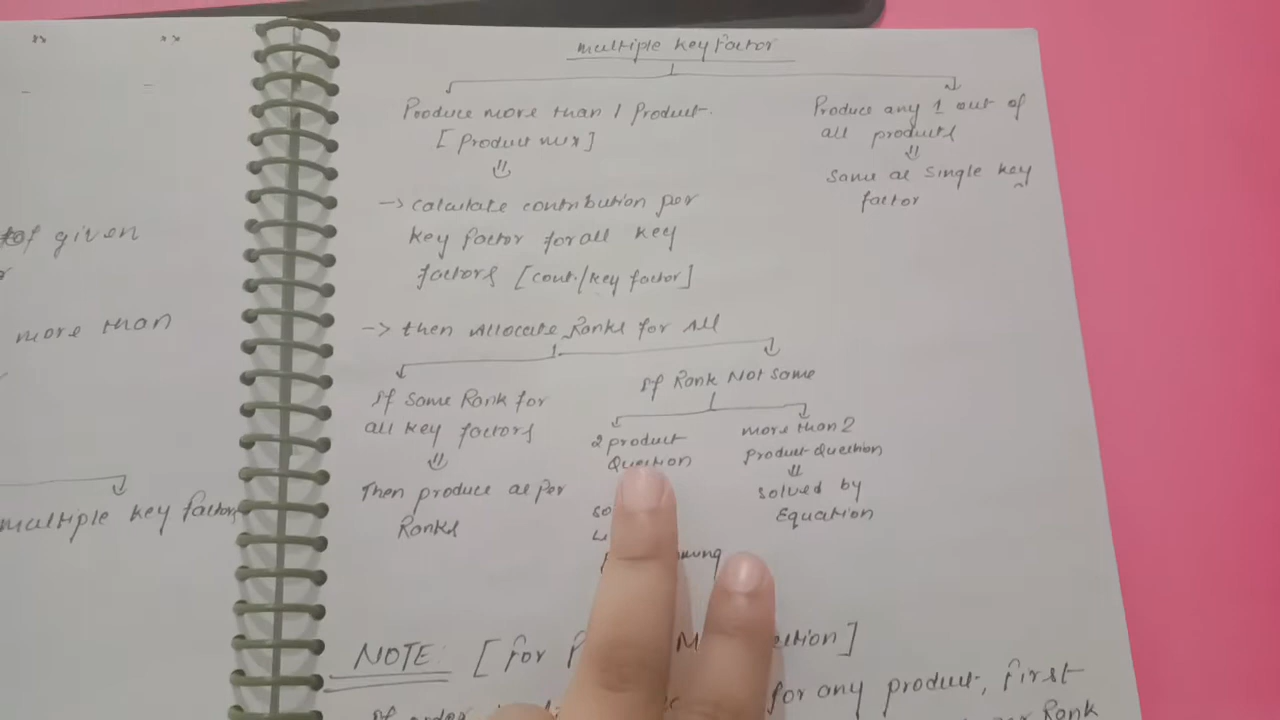 ** **
of given
more than
multiple key factor
multiple key factor
Produce more than 1 Product.
[Product mix]
Produce any 1 out of
all products
⇓
same as single key
factor
⇓
-> calculate contribution per
key factor for all key
factors [cont./key factor]
-> then Allocate Ranks for All
If same Rank for
all key factors
⇓
Then produce as per
Ranks
If Rank Not same
2 product
Question
more than 2
product Question
⇓
solved by
Equation
NOTE: [for
for any product, first
If
Rank